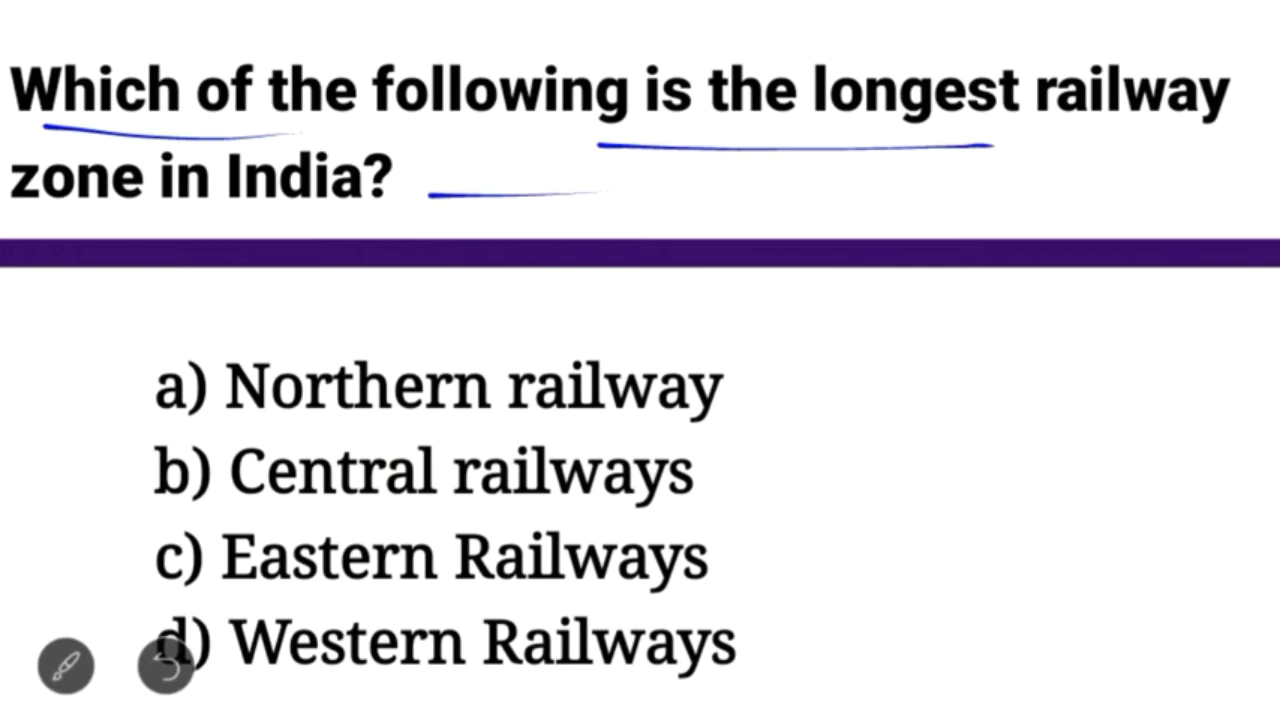 Which of the following is the longest railway
zone in India?
a) Northern railway
b) Central railways
c) Eastern Railways
d) Western Railways